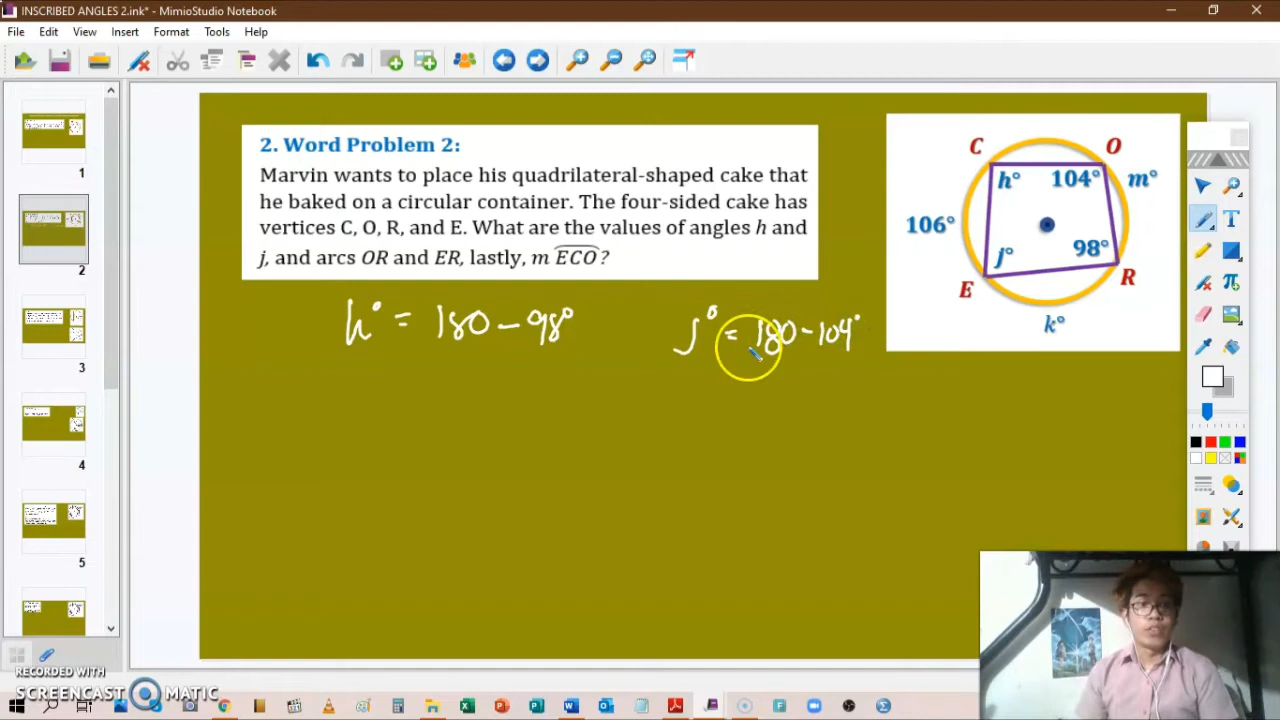 INSCRIBED ANGLES 2.ink* - MimioStudio Notebook
File Edit View Insert Format Tools Help
1
2
3
4
5
2. Word Problem 2:
Marvin wants to place his quadrilateral-shaped cake that
he baked on a circular container. The four-sided cake has
vertices C, O, R, and E. What are the values of angles h and
j, and arcs OR and ER, lastly, m ECO?
C
O
h°
104°
m°
106°
j°
98°
E
R
k°
h° = 180 - 98°
J° = 180 - 104°
RECORDED WITH
SCREENCAST MATIC